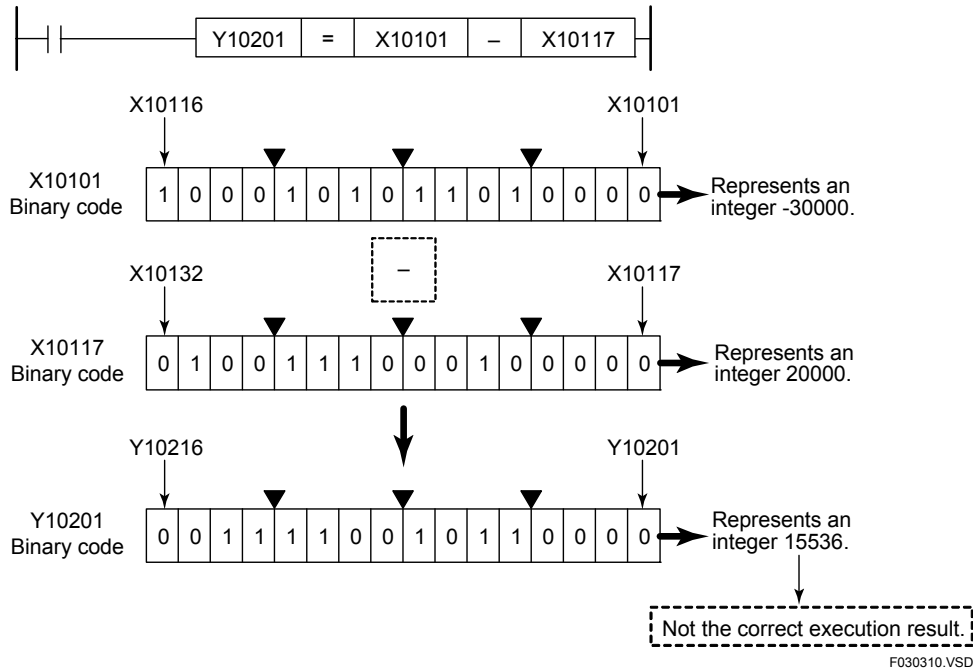 Y10201 = X10101 – X10117
X10116 X10101
X10101
Binary code
1 0 0 0 1 0 1 0 1 1 0 1 0 0 0 0
Represents an
integer -30000.
–
X10132 X10117
X10117
Binary code
0 1 0 0 1 1 1 0 0 0 1 0 0 0 0 0
Represents an
integer 20000.
Y10216 Y10201
Y10201
Binary code
0 0 1 1 1 1 0 0 1 0 1 1 0 0 0 0
Represents an
integer 15536.
Not the correct execution result.
F030310.VSD